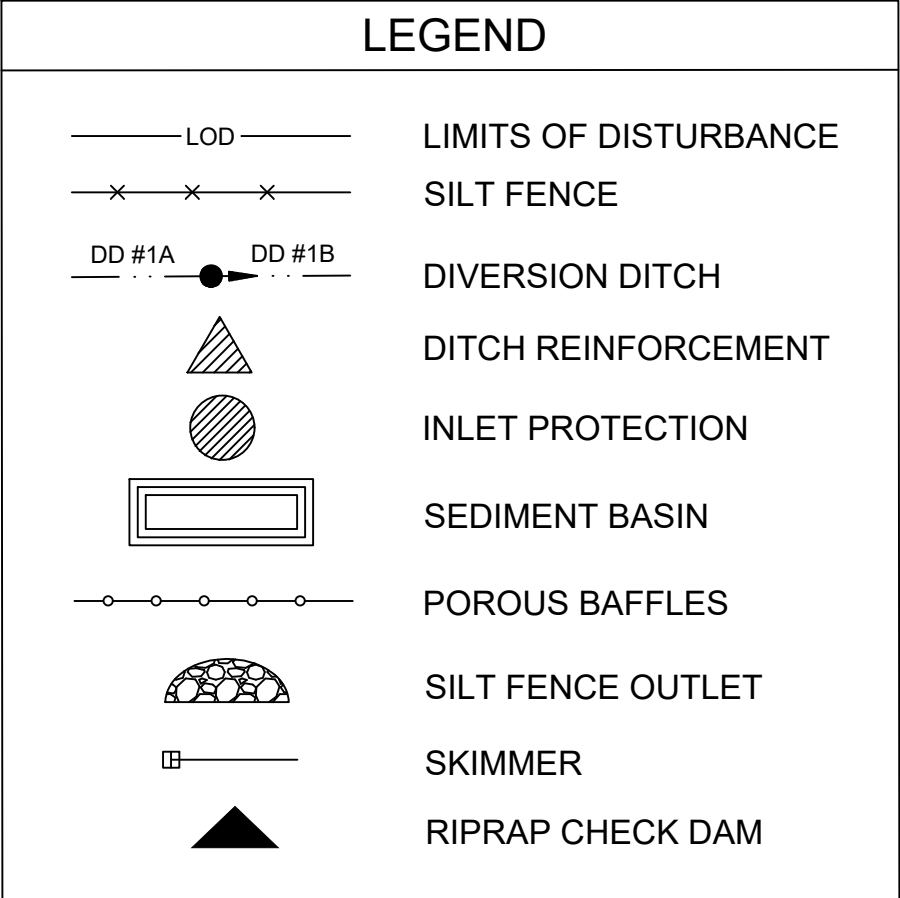 LEGEND
LOD LIMITS OF DISTURBANCE
SILT FENCE
DD #1A DD #1B
DIVERSION DITCH
DITCH REINFORCEMENT
INLET PROTECTION
SEDIMENT BASIN
POROUS BAFFLES
SILT FENCE OUTLET
SKIMMER
RIPRAP CHECK DAM